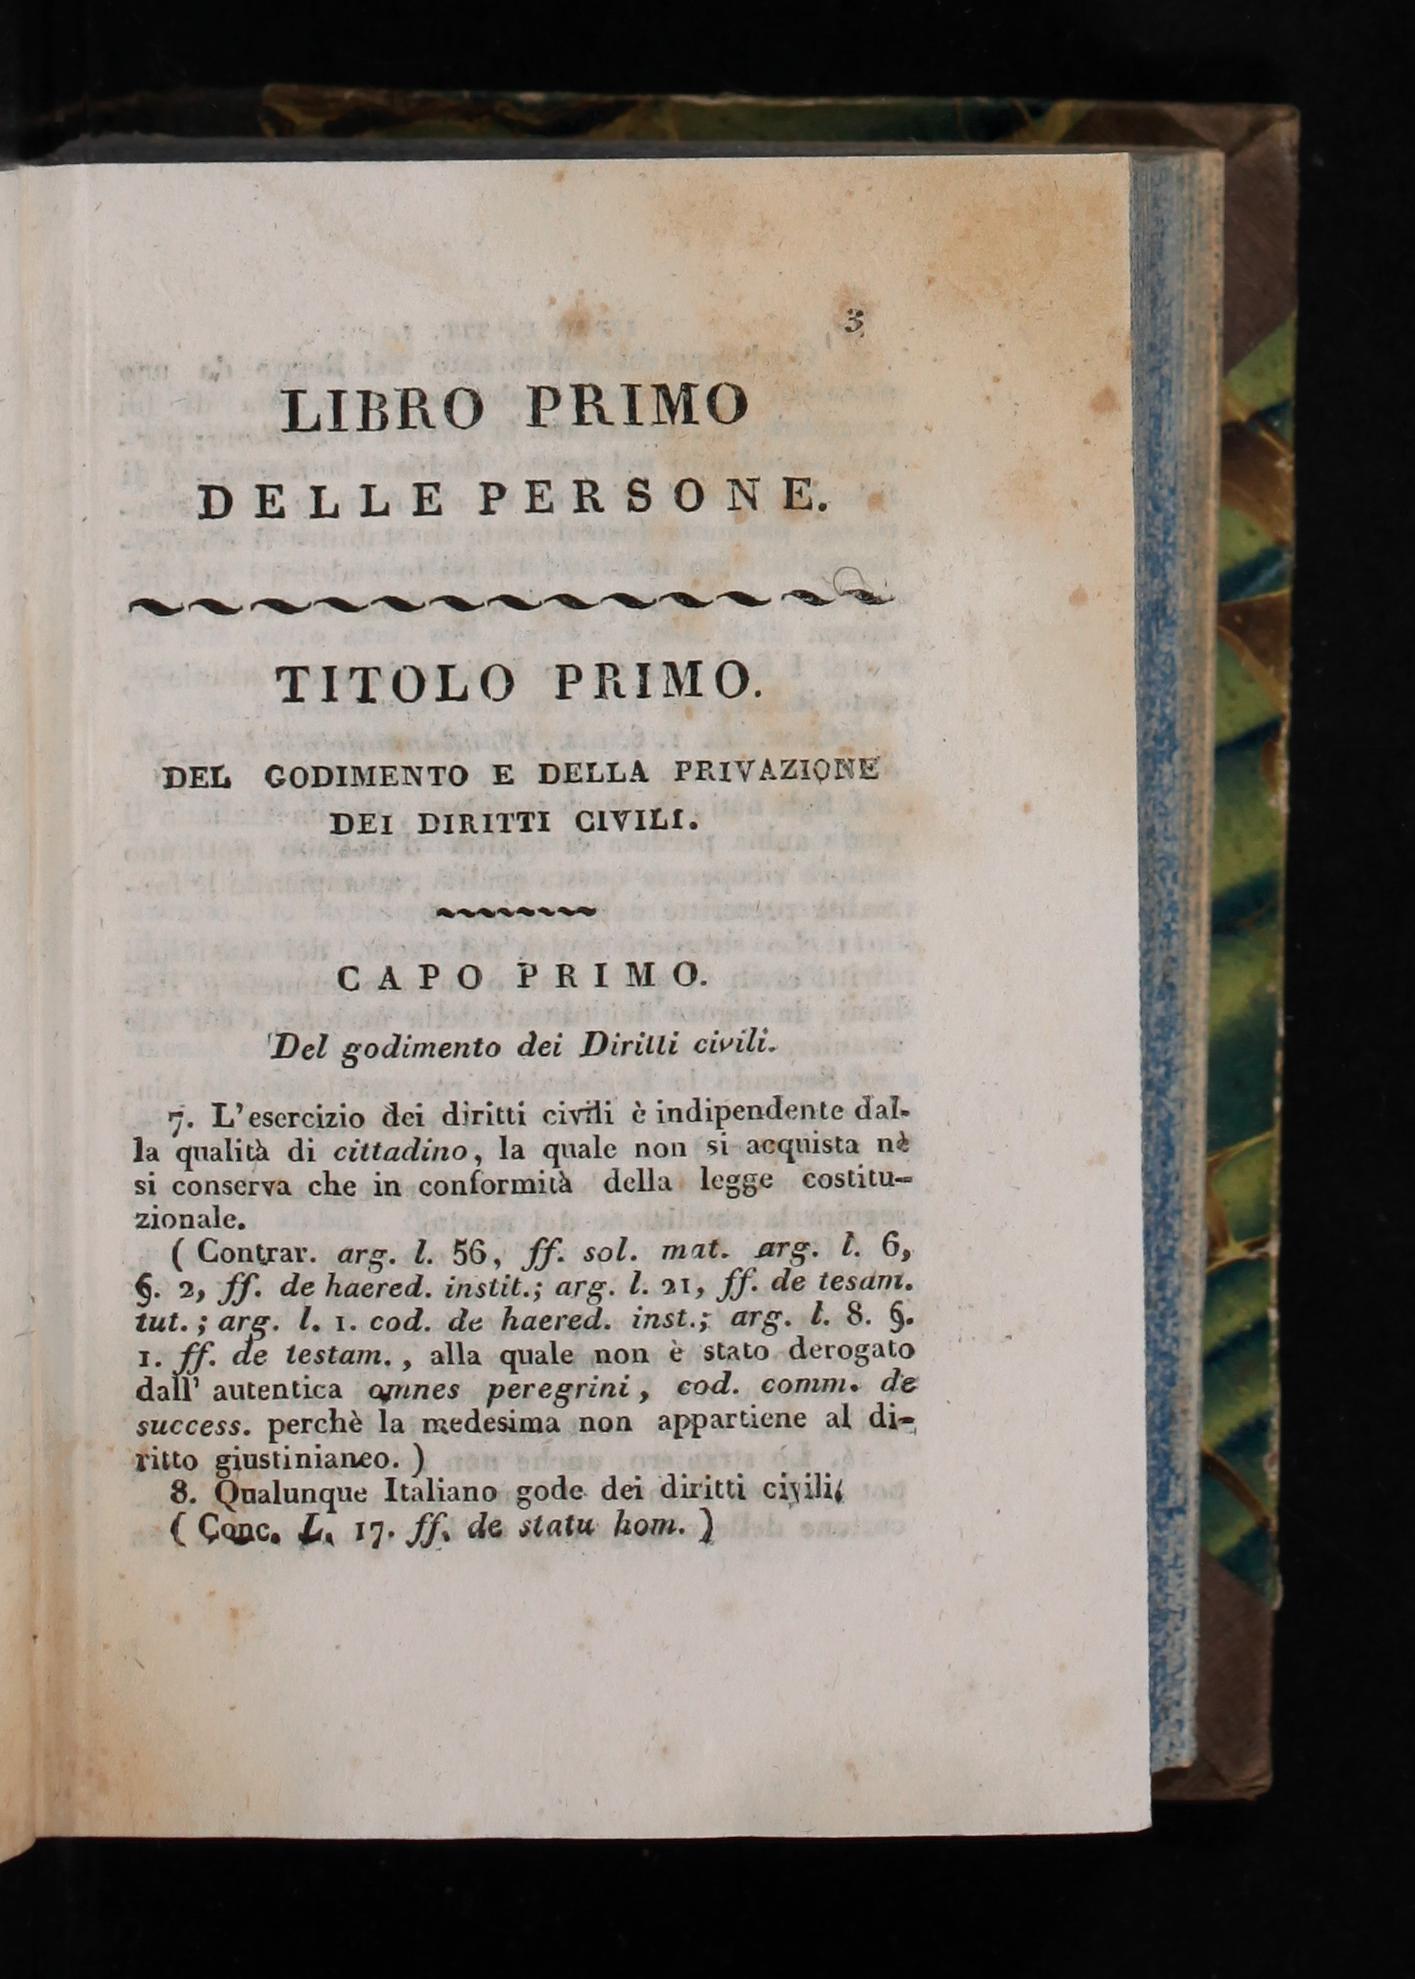 3
LIBRO PRIMO
DELLE PERSONE.
TITOLO PRIMO.
DEL GODIMENTO E DELLA PRIVAZIONE
DEI DIRITTI CIVILI.
CAPO PRIMO.
Del godimento dei Diritti civili.
7. L'esercizio dei diritti civili è indipendente dal-
la qualità di cittadino, la quale non si acquista nè
si conserva che in conformità della legge costitu-
zionale.
( Contrar. arg. l. 56, ff. sol. mat. arg. l. 6,
§. 2, ff. de haered. instit.; arg. l. 21, ff. de tesam.
tut.; arg. l. 1. cod. de haered. inst.; arg. l. 8. §.
1. ff. de testam., alla quale non è stato derogato
dall' autentica omnes peregrini, cod. comm. de
success. perchè la medesima non appartiene al di-
ritto giustinianeo. )
8. Qualunque Italiano gode dei diritti civili.
( Conc. L. 17. ff. de statu hom. )